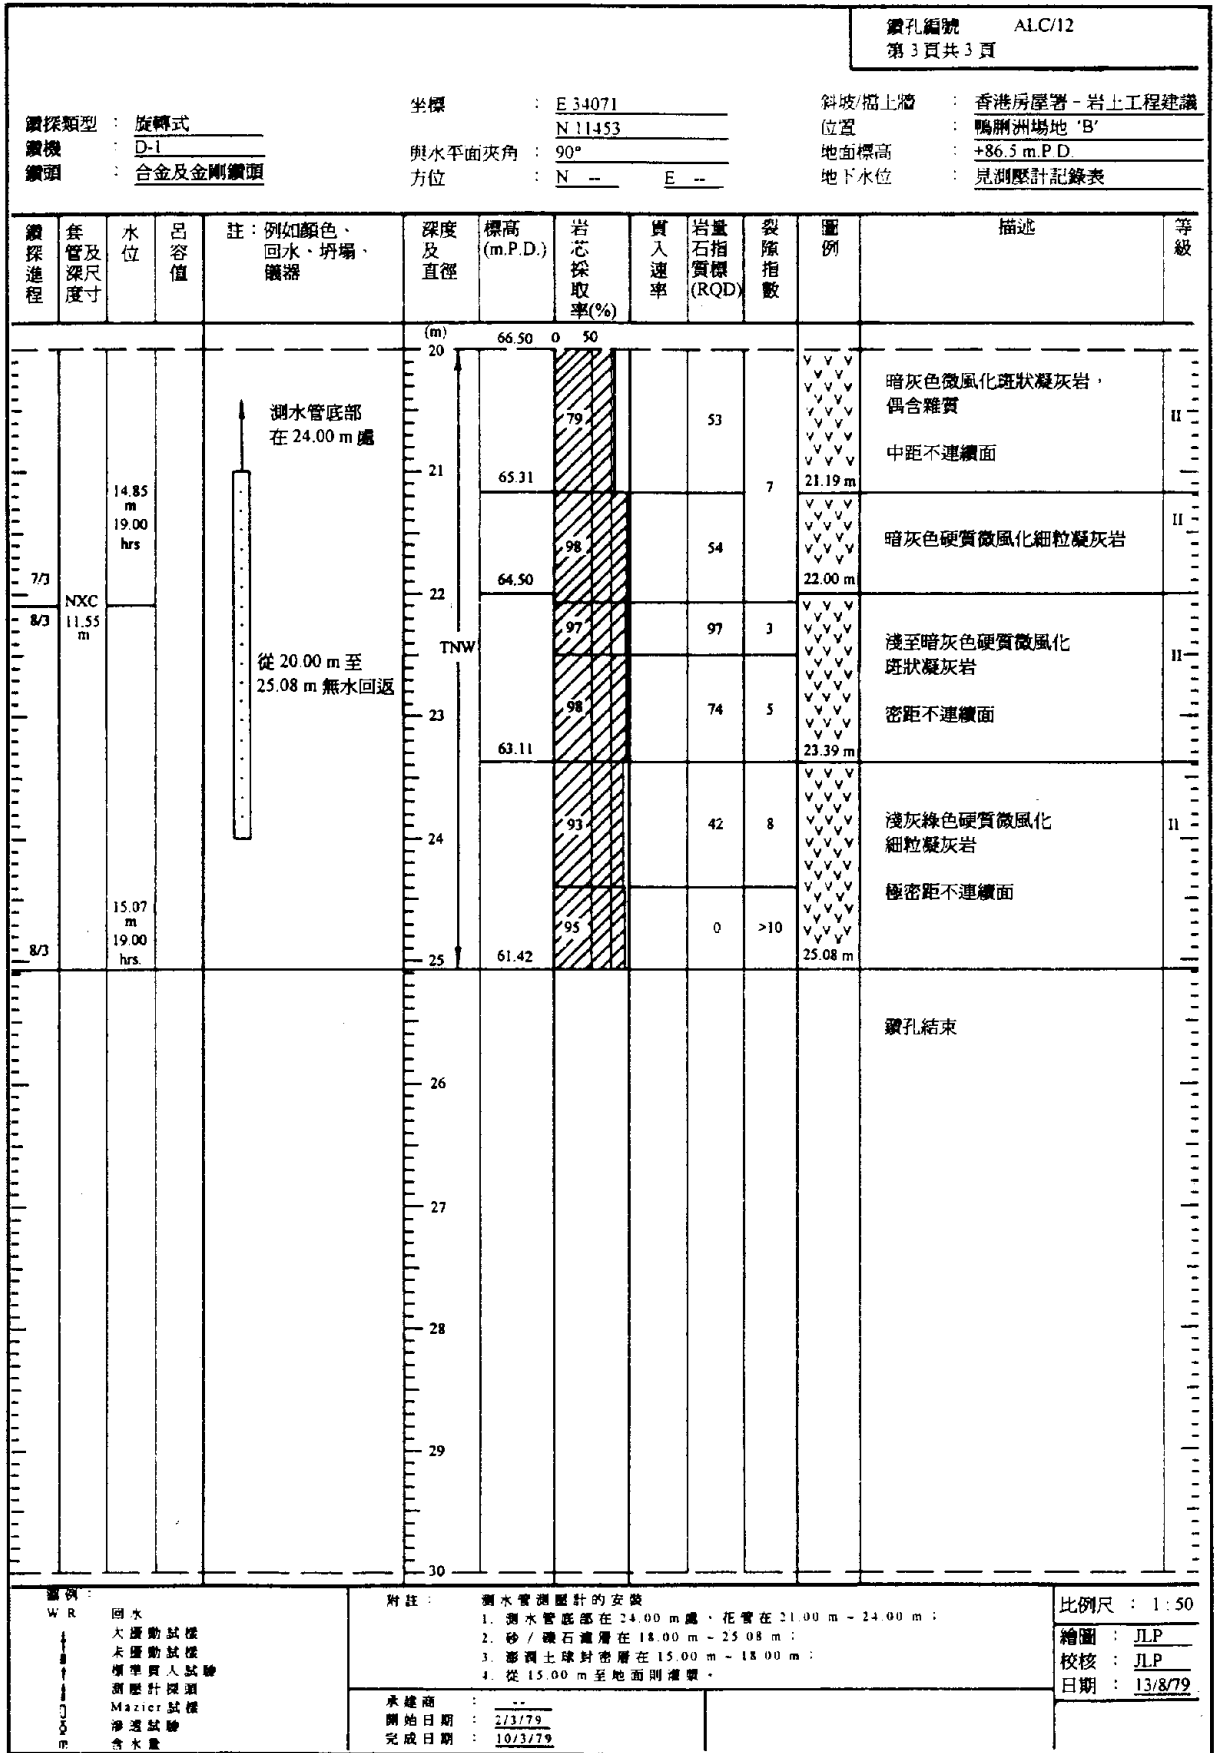 鑽孔編號 ALC/12
第 3 頁共 3 頁
鑽探類型 : 旋轉式
鑽機 : D-1
鑽頭 : 合金及金剛鑽頭
坐標 : E 34071
N 11453
與水平面夾角 : 90°
方位 : N -- E --
斜坡/擋土牆 : 香港房屋署 - 岩土工程建議
位置 : 鴨脷洲場地 'B'
地面標高 : +86.5 m.P.D.
地下水位 : 見測壓計記錄表
鑽探進程
套管及深度尺寸
水位
呂容值
註：例如顏色、
回水、坍塌、
儀器
深度
及
直徑
標高
(m.P.D.)
岩芯採取率(%)
貫入速率
岩石質量指標
(RQD)
裂隙指數
圖例
描述
等級
(m)
66.50 0 50
20
測水管底部
在 24.00 m 處
79
53
暗灰色微風化斑狀凝灰岩，
偶含雜質
中距不連續面
II
21
65.31
7
21.19 m
14.85
m
19.00
hrs
98
54
暗灰色硬質微風化細粒凝灰岩
II
7/3
64.50
22.00 m
22
NXC
11.55
m
8/3
TNW
97
97
3
淺至暗灰色硬質微風化
斑狀凝灰岩
密距不連續面
II
從 20.00 m 至
25.08 m 無水回返
98
74
5
23
63.11
23.39 m
93
42
8
淺灰綠色硬質微風化
細粒凝灰岩
極密距不連續面
II
24
15.07
m
19.00
hrs.
95
0
>10
8/3
25
61.42
25.08 m
鑽孔結束
26
27
28
29
30
圖例：
W R 回水
大擾動試樣
未擾動試樣
標準貫入試驗
測壓計探頭
Mazier 試樣
滲透試驗
m 含水量
附註： 測水管測壓計的安裝
1. 測水管底部在 24.00 m 處、花管在 21.00 m ~ 24.00 m；
2. 砂 / 礫石濾層在 18.00 m ~ 25.08 m；
3. 膨潤土球封密層在 15.00 m ~ 18.00 m；
4. 從 15.00 m 至地面則灌漿。
承建商 : --
開始日期 : 2/3/79
完成日期 : 10/3/79
比例尺 : 1 : 50
繪圖 : JLP
校核 : JLP
日期 : 13/8/79